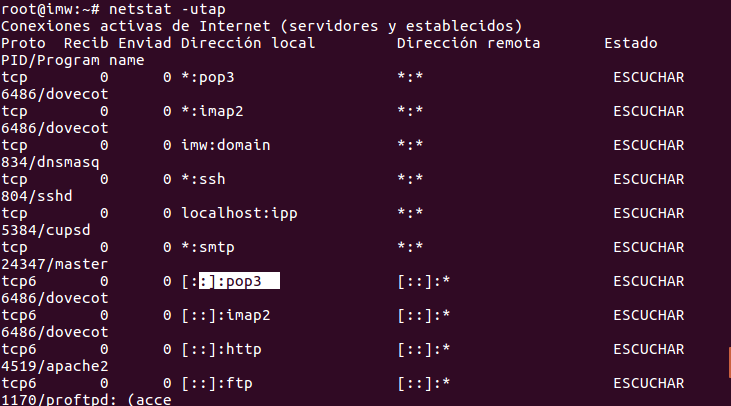 root@imw:~# netstat -utap
Conexiones activas de Internet (servidores y establecidos)
Proto  Recib Enviad Dirección local         Dirección remota       Estado
PID/Program name
tcp        0      0 *:pop3                  *:*                     ESCUCHAR
6486/dovecot
tcp        0      0 *:imap2                 *:*                     ESCUCHAR
6486/dovecot
tcp        0      0 imw:domain              *:*                     ESCUCHAR
834/dnsmasq
tcp        0      0 *:ssh                   *:*                     ESCUCHAR
804/sshd
tcp        0      0 localhost:ipp           *:*                     ESCUCHAR
5384/cupsd
tcp        0      0 *:smtp                  *:*                     ESCUCHAR
24347/master
tcp6       0      0 [::]:pop3               [::]:*                  ESCUCHAR
6486/dovecot
tcp6       0      0 [::]:imap2              [::]:*                  ESCUCHAR
6486/dovecot
tcp6       0      0 [::]:http               [::]:*                  ESCUCHAR
4519/apache2
tcp6       0      0 [::]:ftp                [::]:*                  ESCUCHAR
1170/proftpd: (acce